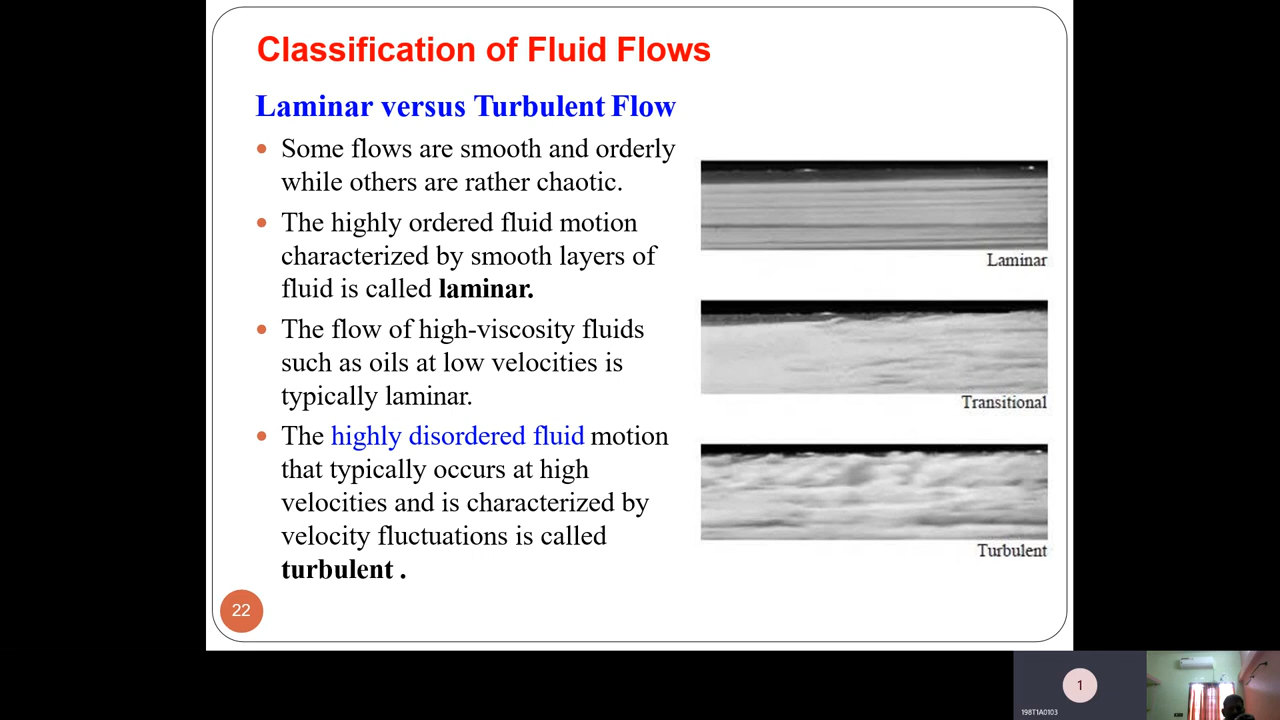 Classification of Fluid Flows
Laminar versus Turbulent Flow
• Some flows are smooth and orderly
while others are rather chaotic.
• The highly ordered fluid motion
characterized by smooth layers of
fluid is called laminar.
• The flow of high-viscosity fluids
such as oils at low velocities is
typically laminar.
• The highly disordered fluid motion
that typically occurs at high
velocities and is characterized by
velocity fluctuations is called
turbulent .
Laminar
Transitional
Turbulent
22
1
198T1A0103